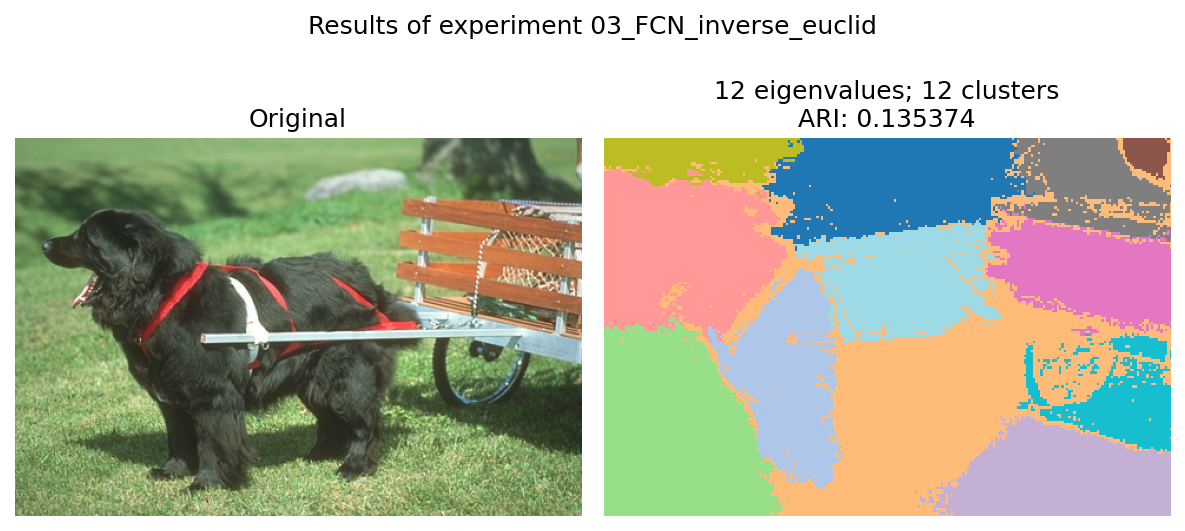 Results of experiment 03_FCN_inverse_euclid
Original
12 eigenvalues; 12 clusters
ARI: 0.135374